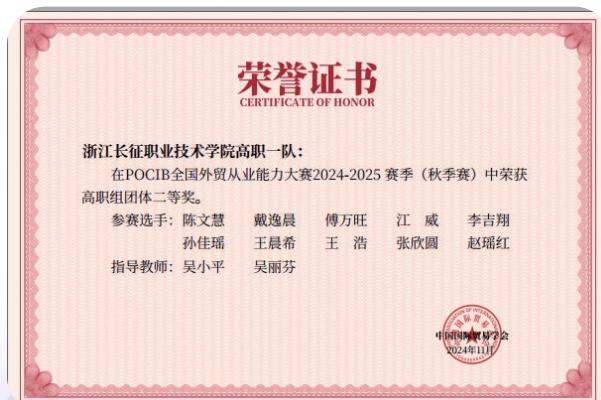 荣誉证书
CERTIFICATE OF HONOR
浙江长征职业技术学院高职一队：
在POCIB全国外贸从业能力大赛2024-2025 赛季（秋季赛）中荣获
高职组团体二等奖。
参赛选手：陈文慧 戴逸晨 傅万旺 江 威 李吉翔
孙佳瑶 王晨希 王 浩 张欣圆 赵瑶红
指导教师：吴小平 吴丽芬
中国国际贸易学会
2024年11月